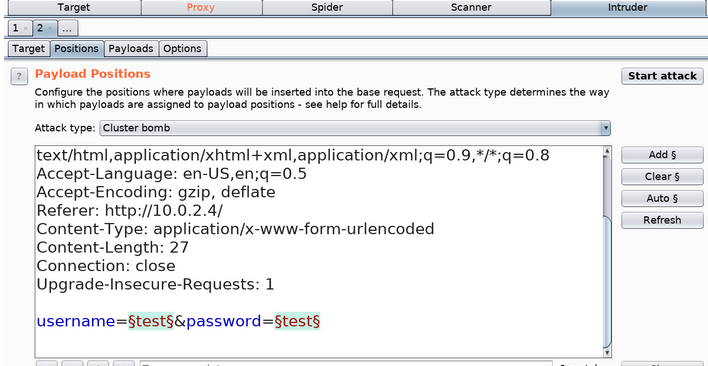 Target Proxy Spider Scanner Intruder
1 × 2 × ...
Target Positions Payloads Options
? Payload Positions Start attack
Configure the positions where payloads will be inserted into the base request. The attack type determines the way
in which payloads are assigned to payload positions - see help for full details.
Attack type: Cluster bomb
text/html,application/xhtml+xml,application/xml;q=0.9,*/*;q=0.8 Add §
Accept-Language: en-US,en;q=0.5
Accept-Encoding: gzip, deflate Clear §
Referer: http://10.0.2.4/ Auto §
Content-Type: application/x-www-form-urlencoded Refresh
Content-Length: 27
Connection: close
Upgrade-Insecure-Requests: 1
username=§test§&password=§test§